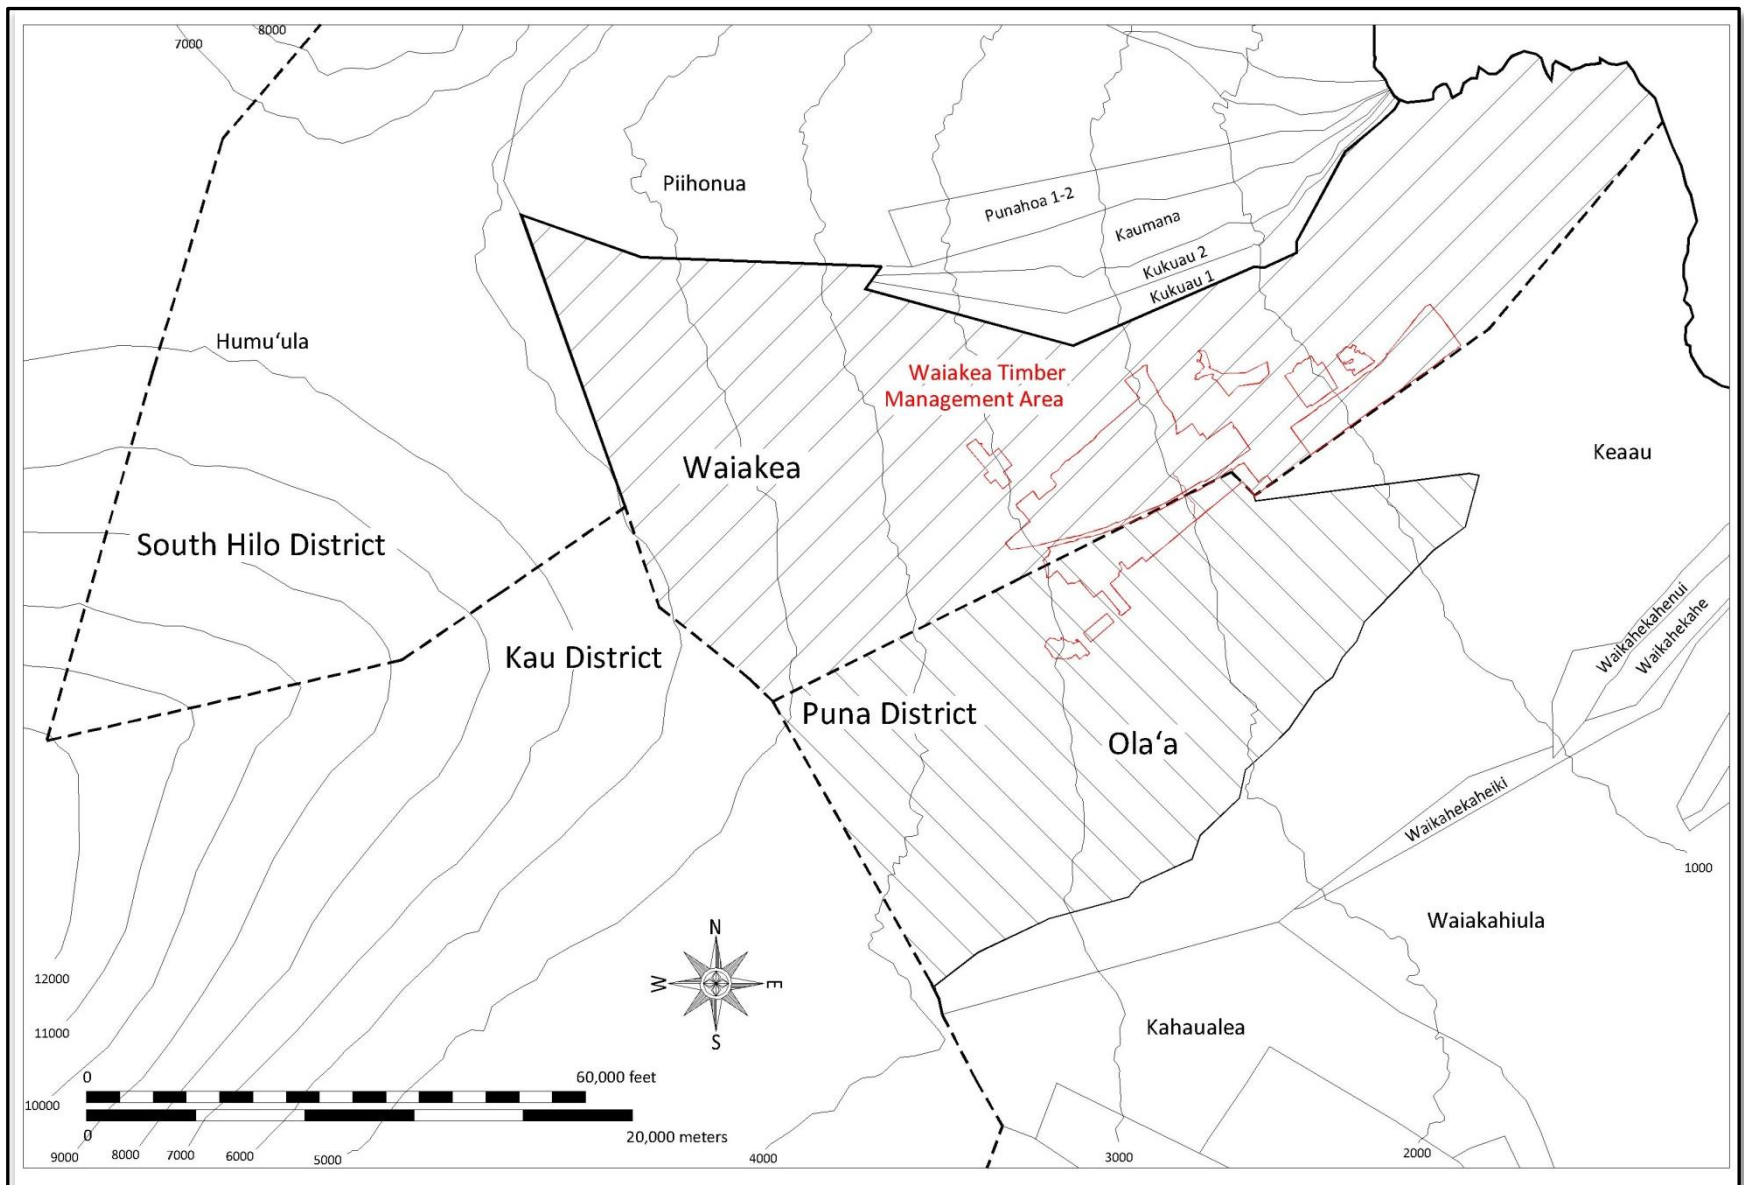 8000
7000
Piihonua
Punahoa 1-2
Kaumana
Kukuau 2
Kukuau 1
Humu‘ula
Waiakea Timber
Management Area
Keaau
Waiakea
South Hilo District
Waikahekahenui
Waikahekahe
Kau District
Puna District
Ola‘a
Waikahekaheiki
1000
Waiakahiula
N
W
E
S
12000
11000
Kahaualea
0
60,000 feet
10000
0
20,000 meters
9000
8000
7000
6000
5000
4000
3000
2000